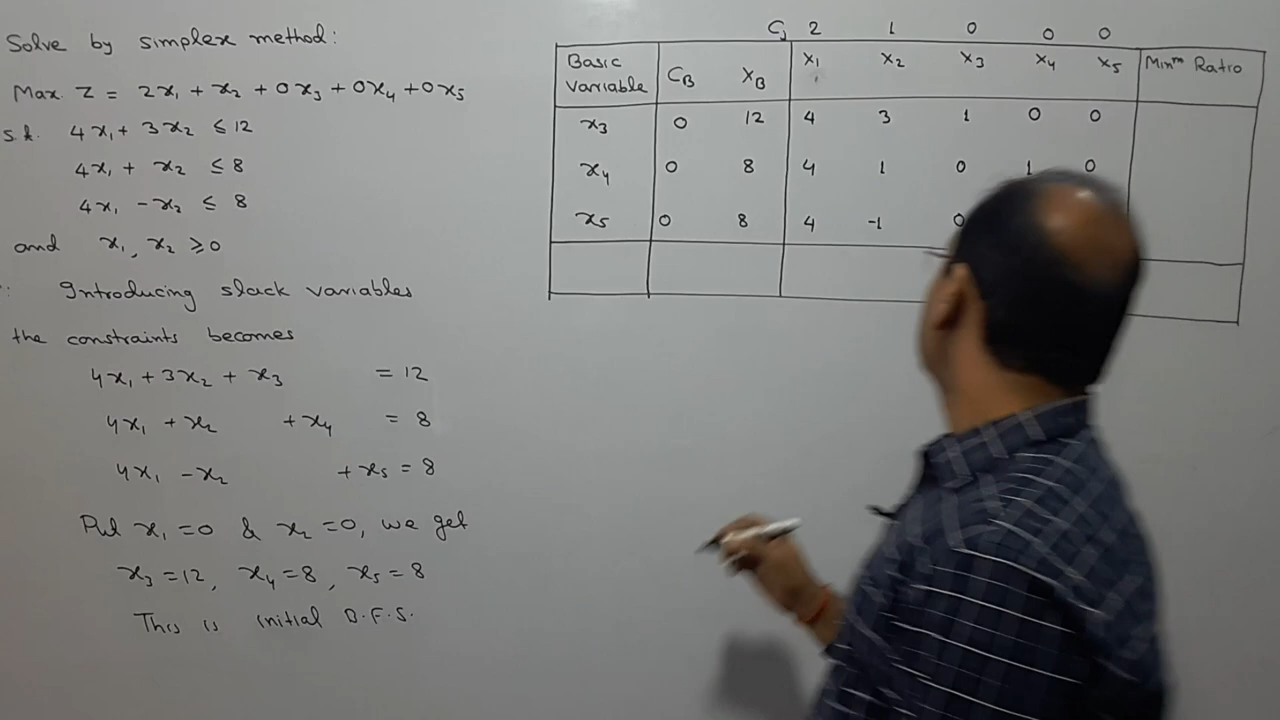 Solve by simplex method:
Max. Z = 2x₁ + x₂ + 0x₃ + 0x₄ + 0x₅
s.t. 4x₁ + 3x₂ ≤ 12
4x₁ + x₂ ≤ 8
4x₁ - x₂ ≤ 8
and x₁, x₂ ≥ 0
Introducing slack variables
the constraints becomes
4x₁ + 3x₂ + x₃ = 12
4x₁ + x₂ + x₄ = 8
4x₁ - x₂ + x₅ = 8
Put x₁ = 0 & x₂ = 0, we get
x₃ = 12, x₄ = 8, x₅ = 8
This is initial B.F.S.
Cj 2 1 0 0 0
Basic Variable C_B X_B x₁ x₂ x₃ x₄ x₅ Minᵐ Ratro
x₃ 0 12 4 3 1 0 0
x₄ 0 8 4 1 0 1 0
x₅ 0 8 4 -1 0